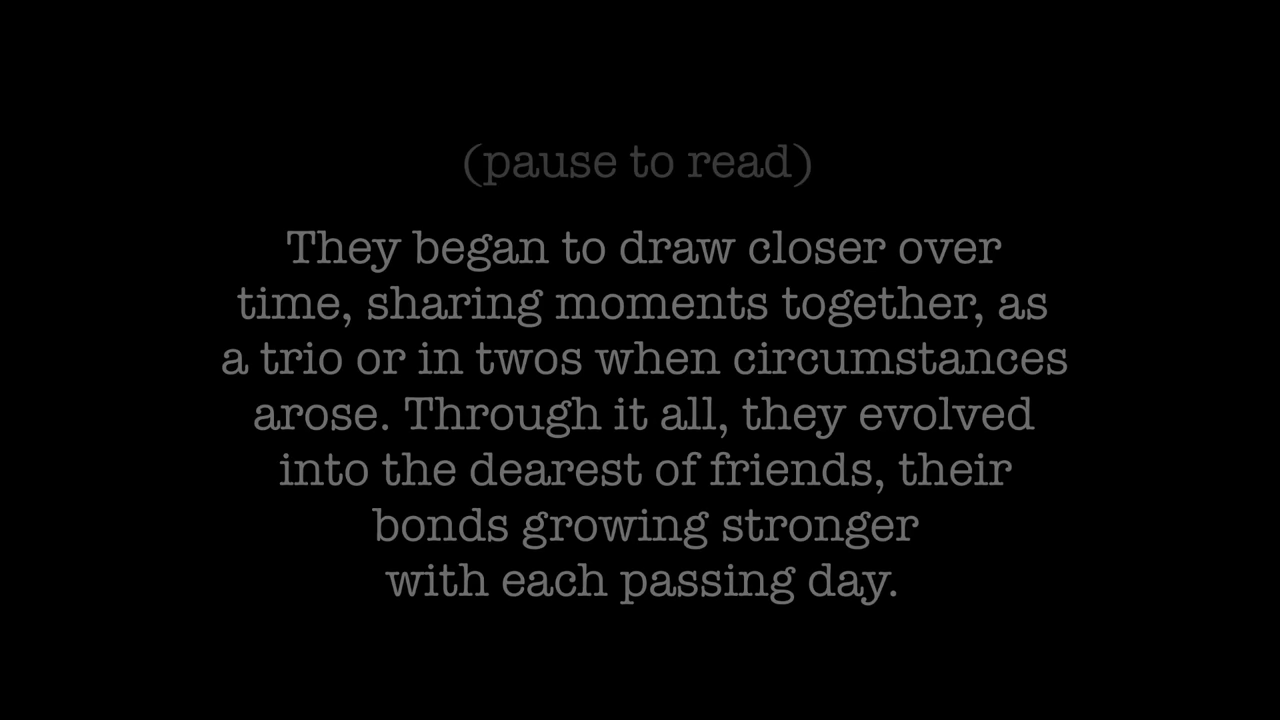 (pause to read)
They began to draw closer over
time, sharing moments together, as
a trio or in twos when circumstances
arose. Through it all, they evolved
into the dearest of friends, their
bonds growing stronger
with each passing day.